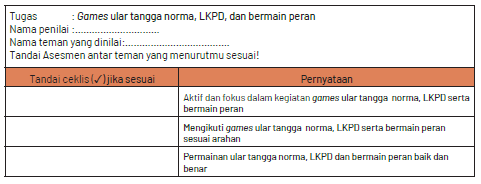 Tugas : Games ular tangga norma, LKPD, dan bermain peran
Nama penilai :..............................
Nama teman yang dinilai:.....................................
Tandai Asesmen antar teman yang menurutmu sesuai!
Tandai ceklis (✓) jika sesuai Pernyataan
Aktif dan fokus dalam kegiatan games ular tangga norma, LKPD serta
bermain peran
Mengikuti games ular tangga norma, LKPD serta bermain peran
sesuai arahan
Permainan ular tangga norma, LKPD dan bermain peran baik dan
benar